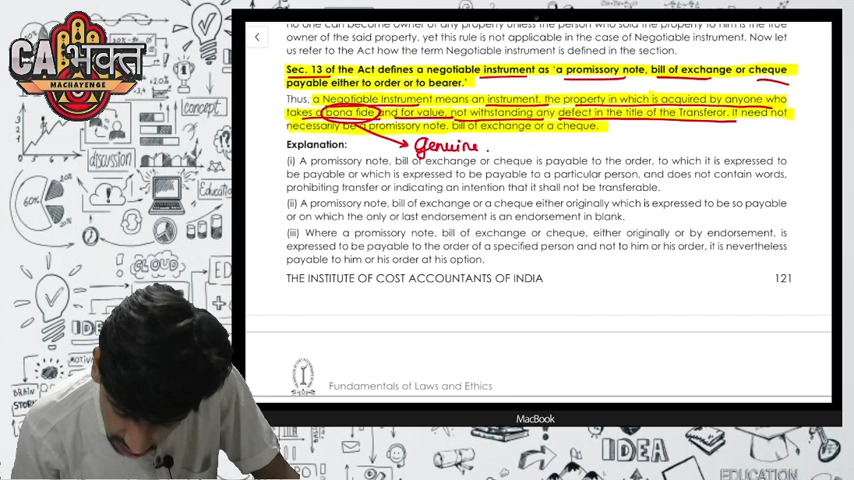 CA भक्त
MACHAYENGE
no one can become owner of any property unless the person who sold the property to him is the true
owner of the said property, yet this rule is not applicable in the case of Negotiable instrument. Now let
us refer to the Act how the term Negotiable instrument is defined in the section.
Sec. 13 of the Act defines a negotiable instrument as 'a promissory note, bill of exchange or cheque
payable either to order or to bearer.'
Thus, a Negotiable Instrument means an instrument, the property in which is acquired by anyone who
takes a bona fide and for value, not withstanding any defect in the title of the Transferor. It need not
necessarily be a promissory note, bill of exchange or a cheque.
Explanation:
Genuine.
(i) A promissory note, bill of exchange or cheque is payable to the order, to which it is expressed to
be payable or which is expressed to be payable to a particular person, and does not contain words,
prohibiting transfer or indicating an intention that it shall not be transferable.
(ii) A promissory note, bill of exchange or a cheque either originally which is expressed to be so payable
or on which the only or last endorsement is an endorsement in blank.
(iii) Where a promissory note, bill of exchange or cheque, either originally or by endorsement, is
expressed to be payable to the order of a specified person and not to him or his order, it is nevertheless
payable to him or his order at his option.
THE INSTITUTE OF COST ACCOUNTANTS OF INDIA 121
Fundamentals of Laws and Ethics
MacBook
concept
discussion
Education
60%
20%
CLOUD
BRAIN
IDEA
EDUCATION